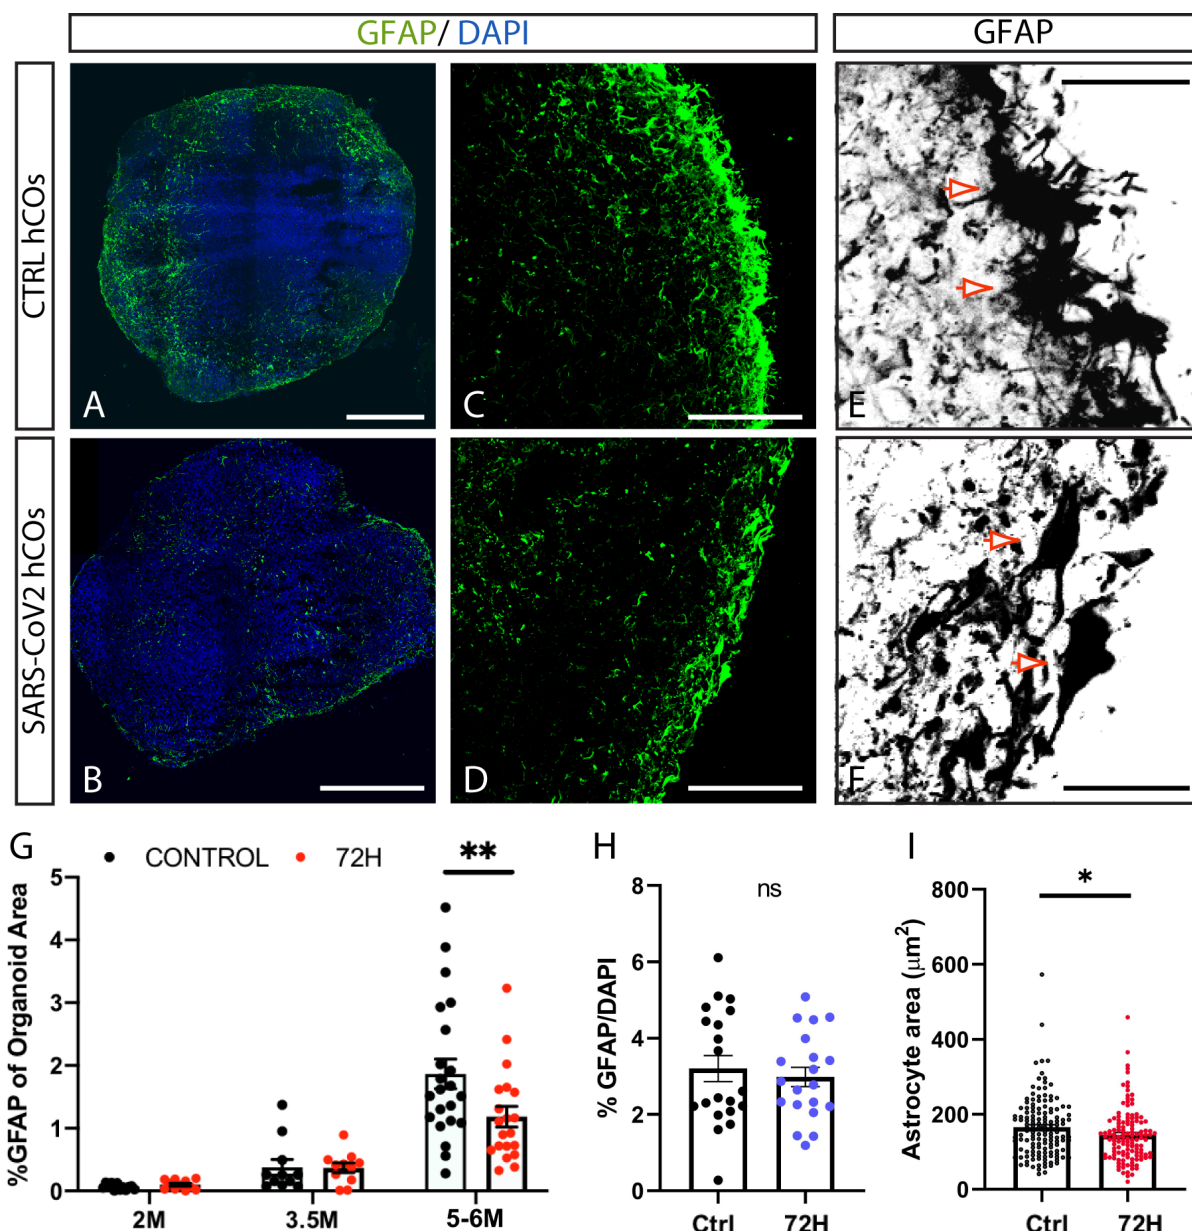 GFAP/ DAPI
GFAP
CTRL hCOs
A
C
E
SARS-CoV2 hCOs
B
D
F
G
CONTROL
72H
**
%GFAP of Organoid Area
5
4
3
2
1
0
2M
3.5M
5-6M
H
ns
% GFAP/DAPI
8
6
4
2
0
Ctrl
72H
I
*
Astrocyte area (μm²)
800
600
400
200
0
Ctrl
72H